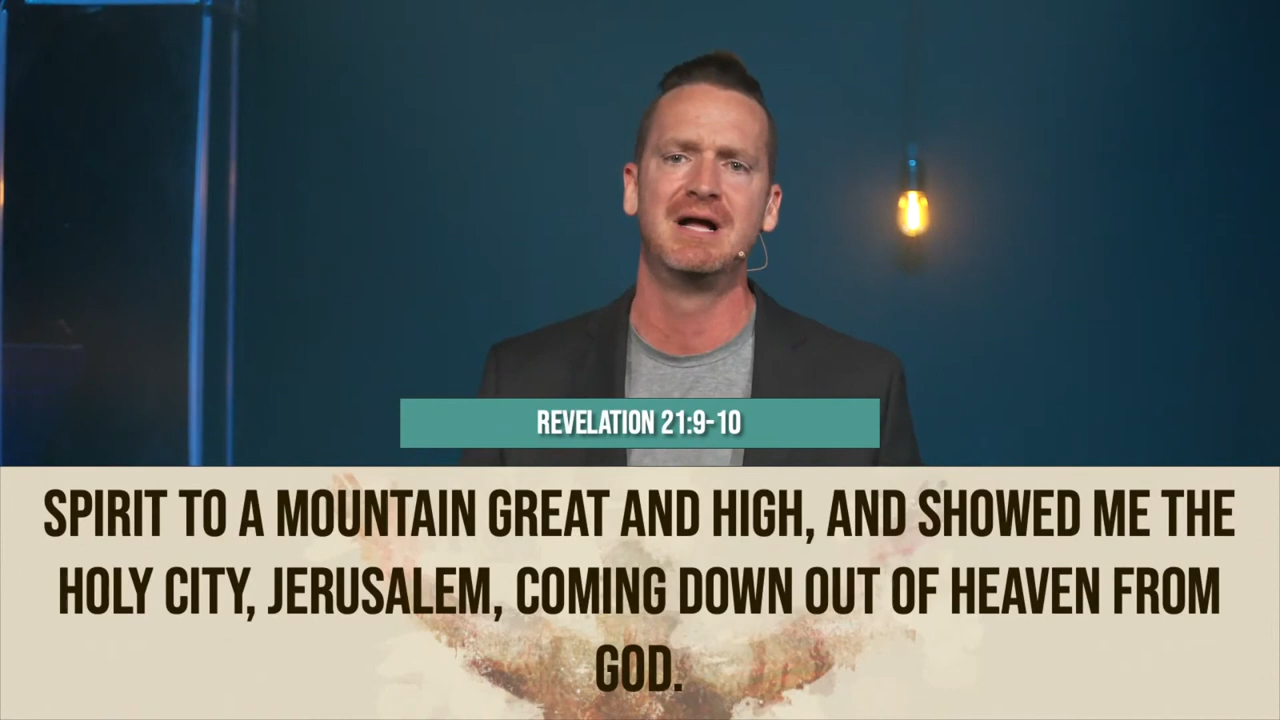 REVELATION 21:9-10
SPIRIT TO A MOUNTAIN GREAT AND HIGH, AND SHOWED ME THE
HOLY CITY, JERUSALEM, COMING DOWN OUT OF HEAVEN FROM
GOD.